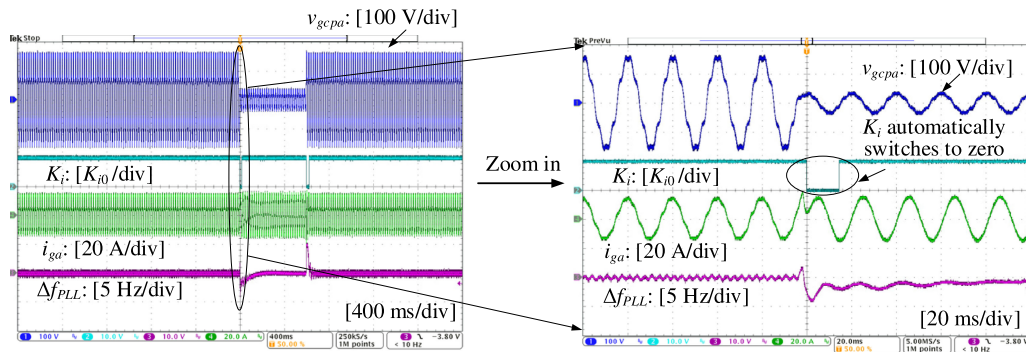 Tek Stop
v_gcpa: [100 V/div]
K_i: [K_i0 /div]
i_ga: [20 A/div]
Δf_PLL: [5 Hz/div]
[400 ms/div]
1 100 V 2 10.0 V 3 10.0 V 4 20.0 A
400ms
50.00 %
250kS/s
1M points
3 -3.80 V
< 10 Hz
Zoom in
Tek PreVu
v_gcpa: [100 V/div]
K_i automatically
switches to zero
K_i: [K_i0 /div]
i_ga: [20 A/div]
Δf_PLL: [5 Hz/div]
[20 ms/div]
1 100 V 2 10.0 V 3 10.0 V 4 20.0 A
20.0ms
50.00 %
5.00MS/s
1M points
3 -3.80
< 10 Hz